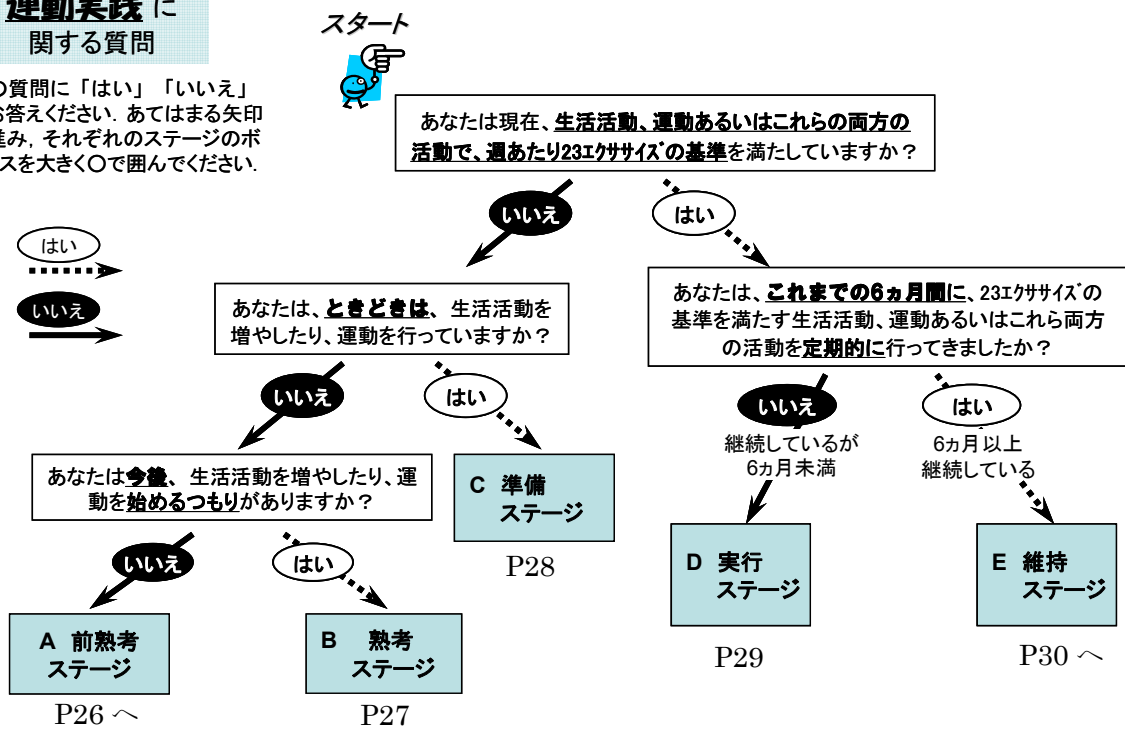 運動実践 に
関する質問
の質問に「はい」 「いいえ」
お答えください. あてはまる矢印
進み, それぞれのステージのボ
スを大きく〇で囲んでください.
はい
いいえ
スタート
あなたは現在、生活活動、運動あるいはこれらの両方の
活動で、週あたり23エクササイズの基準を満たしていますか？
いいえ
はい
あなたは、ときどきは、 生活活動を
増やしたり、運動を行っていますか？
あなたは、これまでの6ヵ月間に、23エクササイズの
基準を満たす生活活動、運動あるいはこれら両方
の活動を定期的に行ってきましたか？
いいえ
はい
いいえ
はい
継続しているが
6ヵ月未満
6ヵ月以上
継続している
あなたは今後、 生活活動を増やしたり、運
動を始めるつもりがありますか？
C 準備
ステージ
P28
いいえ
はい
D 実行
ステージ
P29
E 維持
ステージ
P30 へ
A 前熟考
ステージ
P26 へ
B 熟考
ステージ
P27